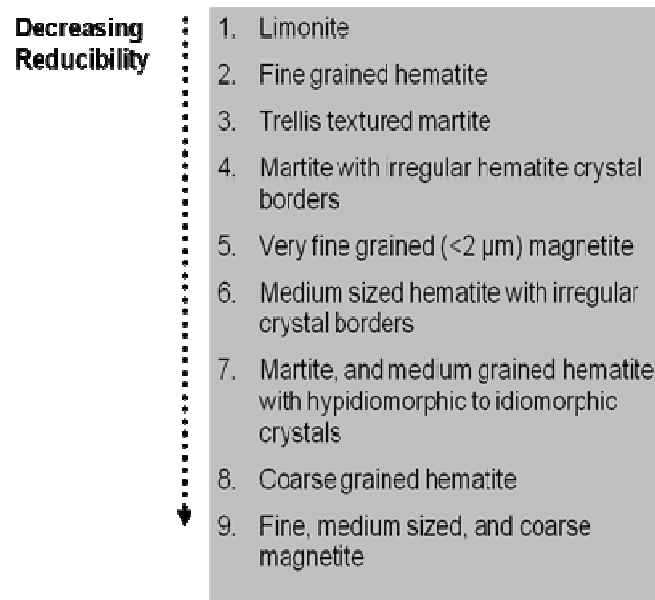 Decreasing
Reducibility
1. Limonite
2. Fine grained hematite
3. Trellis textured martite
4. Martite with irregular hematite crystal
borders
5. Very fine grained (<2 µm) magnetite
6. Medium sized hematite with irregular
crystal borders
7. Martite, and medium grained hematite
with hypidiomorphic to idiomorphic
crystals
8. Coarse grained hematite
9. Fine, medium sized, and coarse
magnetite